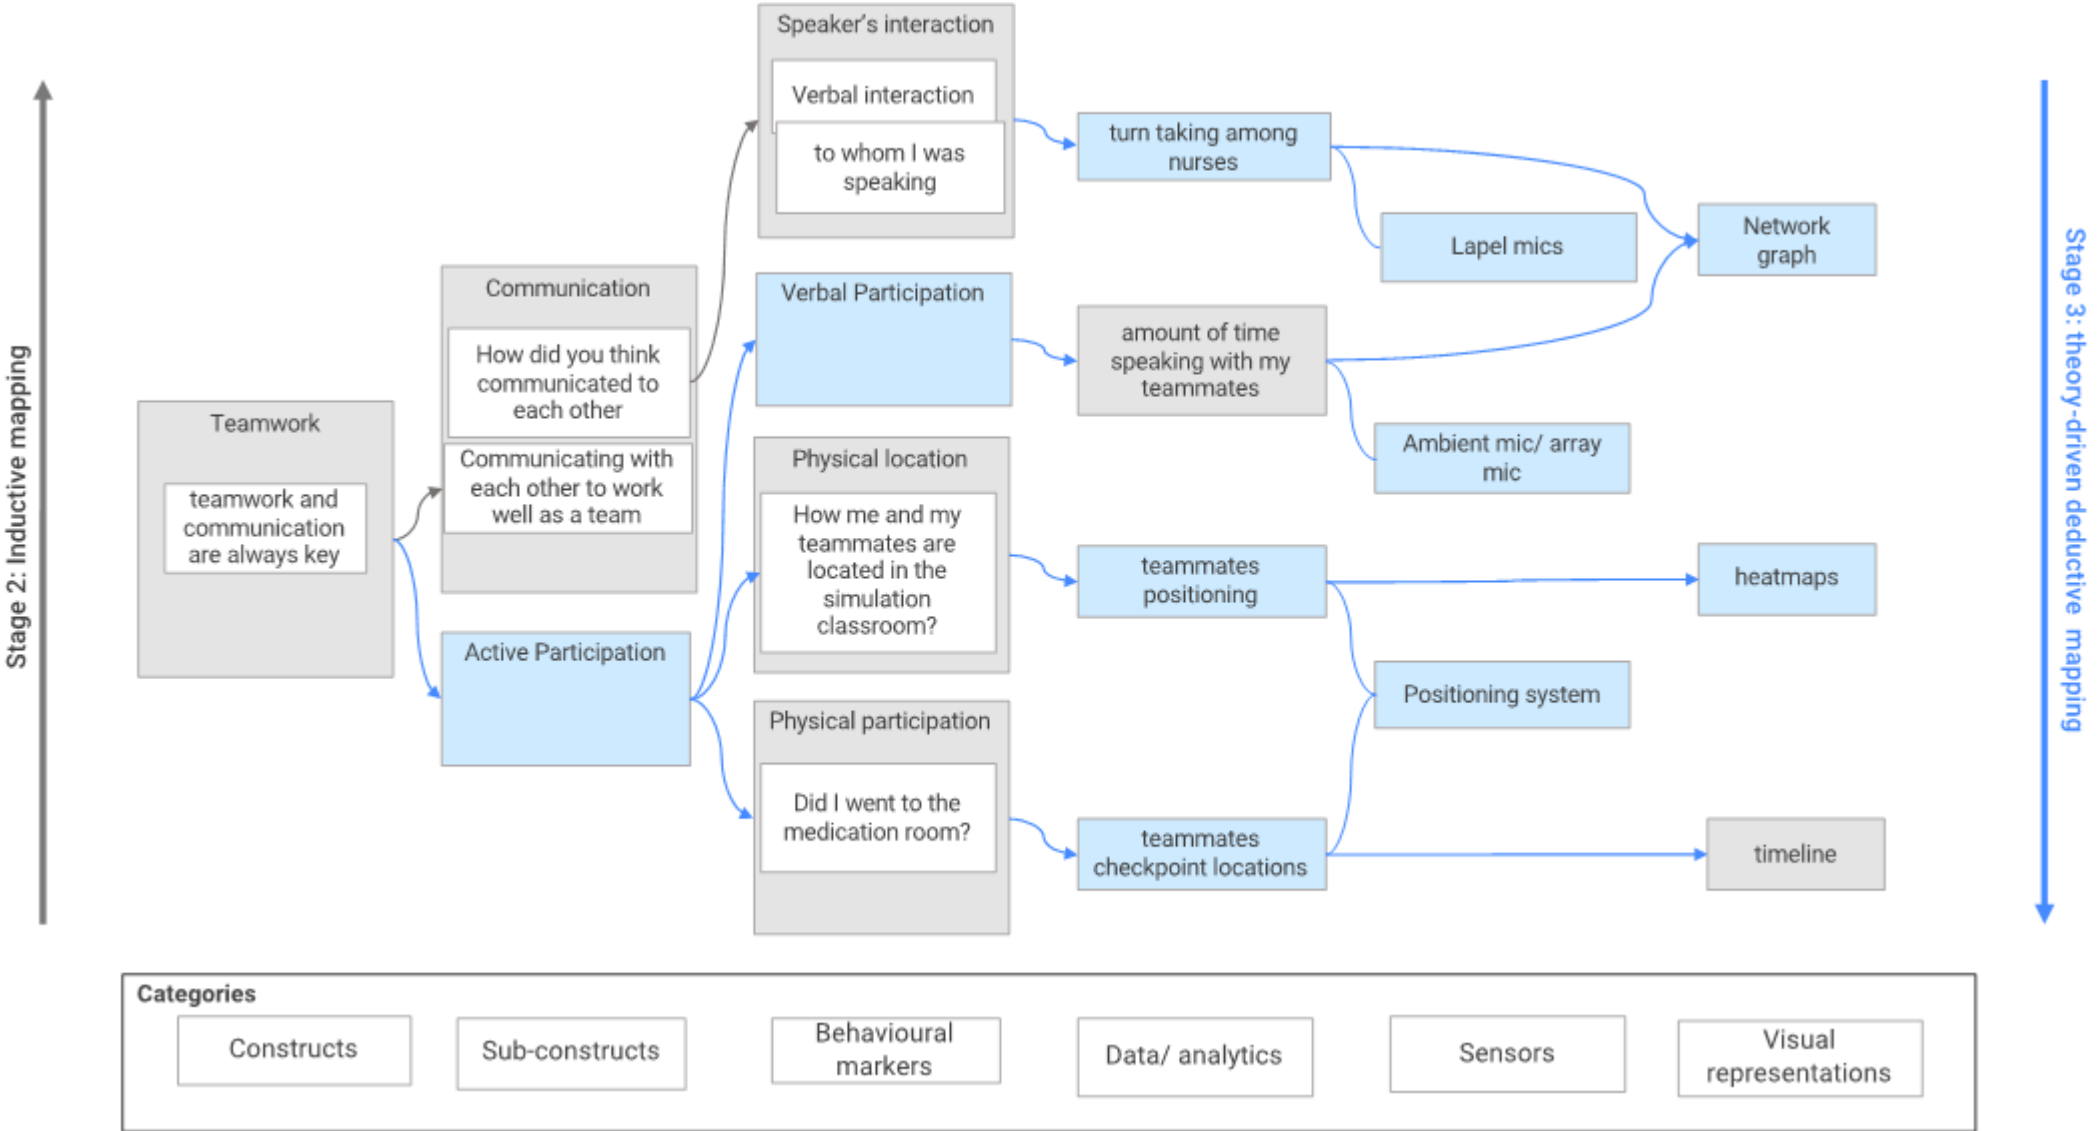 Stage 2: Inductive mapping
Teamwork
teamwork and
communication
are always key
Communication
How did you think
communicated to
each other
Communicating with
each other to work
well as a team
Active Participation
Speaker's interaction
Verbal interaction
to whom I was
speaking
Verbal Participation
Physical location
How me and my
teammates are
located in the
simulation
classroom?
Physical participation
Did I went to the
medication room?
turn taking among
nurses
amount of time
speaking with my
teammates
teammates
positioning
teammates
checkpoint locations
Lapel mics
Ambient mic/ array
mic
Positioning system
Network
graph
heatmaps
timeline
Stage 3: theory-driven deductive mapping
Categories
Constructs
Sub-constructs
Behavioural
markers
Data/ analytics
Sensors
Visual
representations